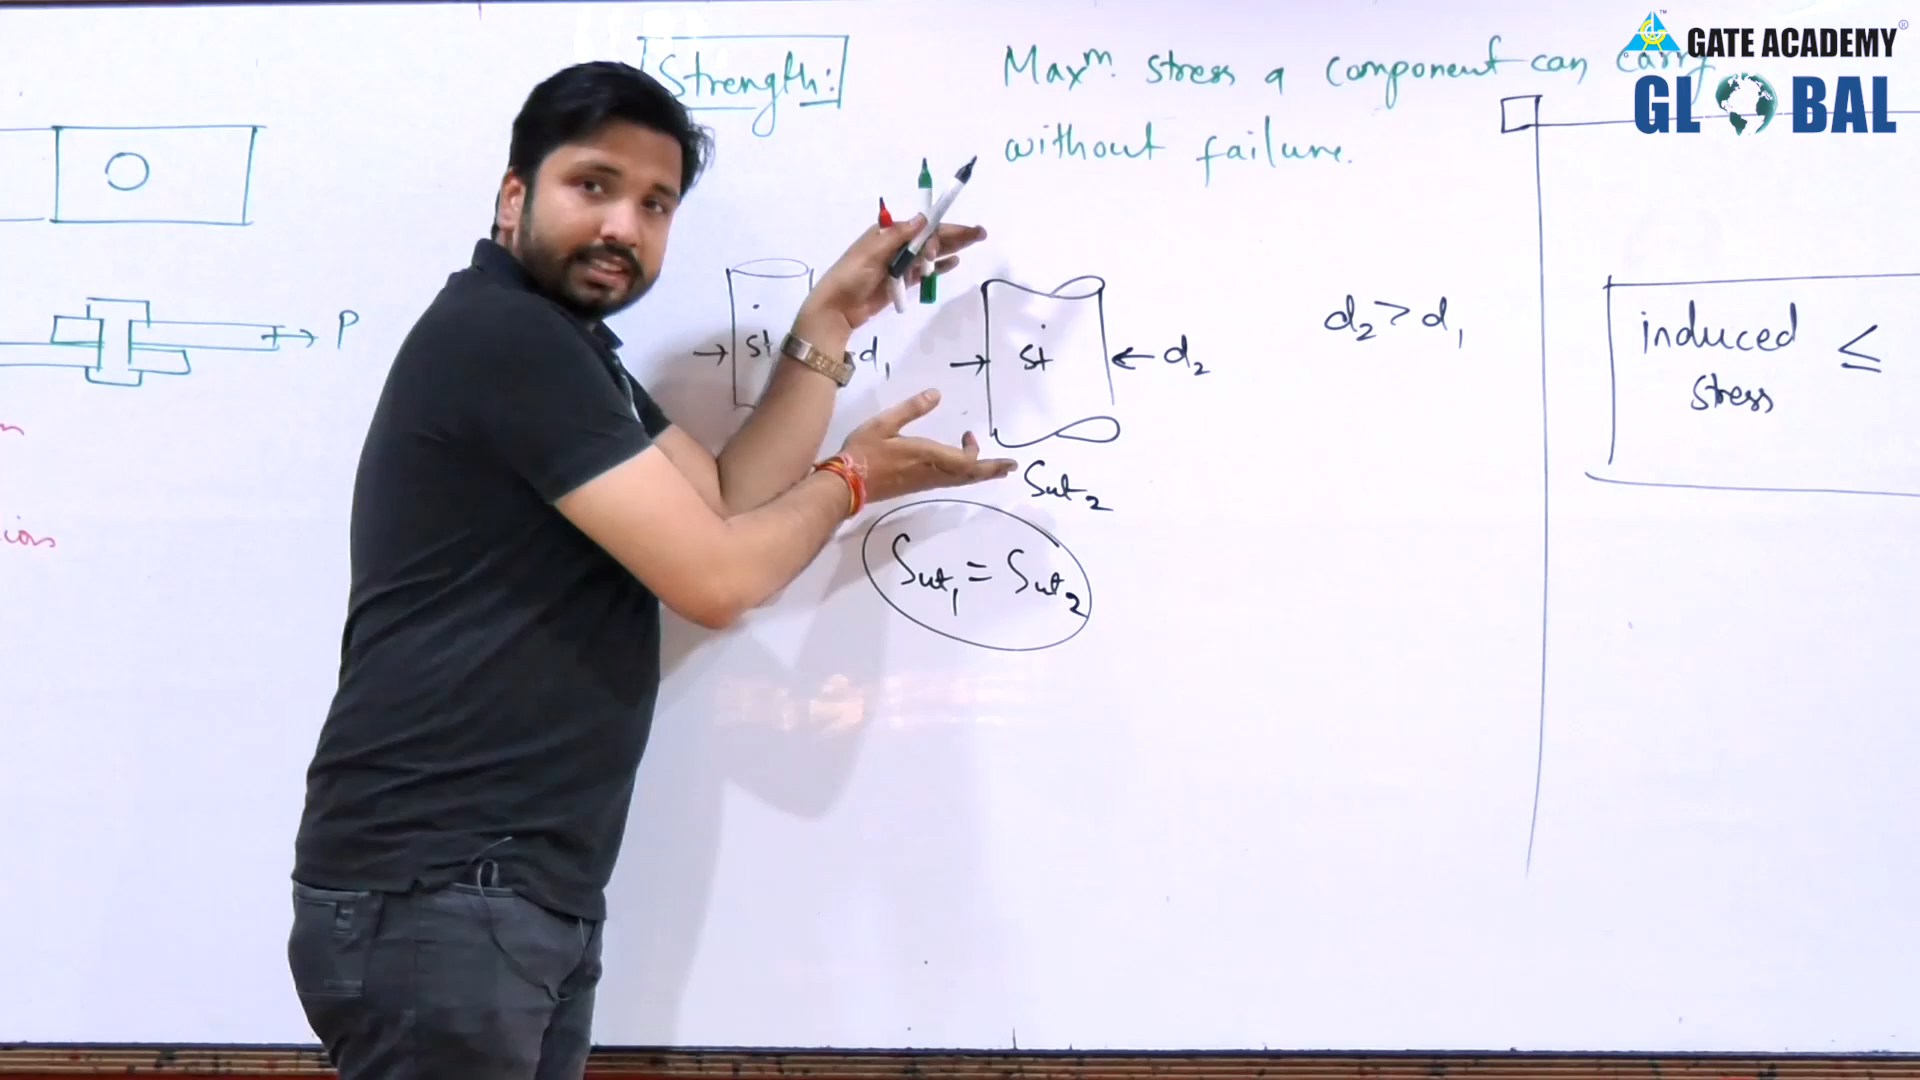 GATE ACADEMY
GLOBAL
Strength:
Maxᵐ. stress a component can carry
without failure.
P
st
d₁
st
d₂
d₂ > d₁
induced ≤
stress
Sut₂
Sut₁ = Sut₂